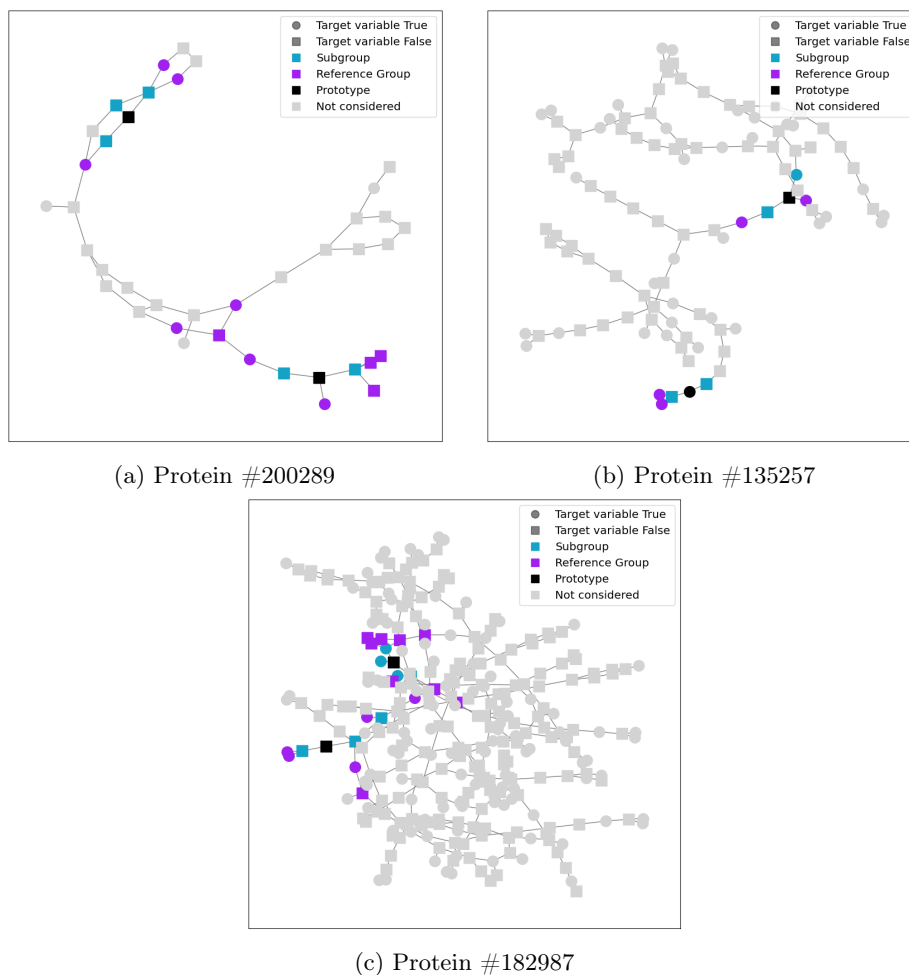 Target variable True
Target variable False
Subgroup
Reference Group
Prototype
Not considered
Target variable True
Target variable False
Subgroup
Reference Group
Prototype
Not considered
(a) Protein #200289
(b) Protein #135257
Target variable True
Target variable False
Subgroup
Reference Group
Prototype
Not considered
(c) Protein #182987